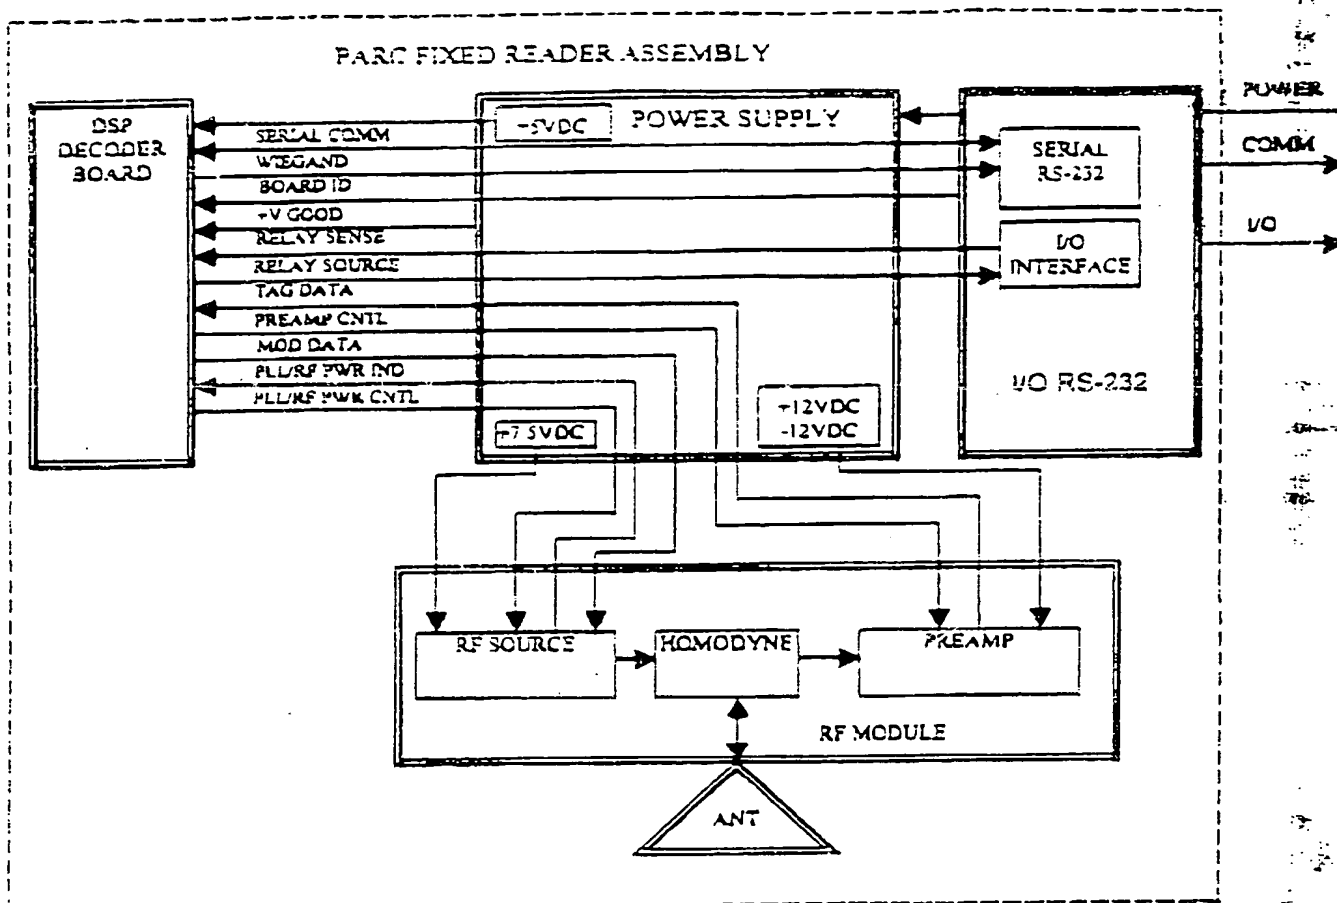 PARC FIXED READER ASSEMBLY
DSP
DECODER
BOARD
SERIAL COMM
WIEGAND
BOARD ID
+V GOOD
RELAY SENSE
RELAY SOURCE
TAG DATA
PREAMP CNTL
MOD DATA
PLL/RF PWR IND
PLL/RF PWR CNTL
+5VDC
POWER SUPPLY
+7.5VDC
+12VDC
-12VDC
SERIAL
RS-232
I/O
INTERFACE
I/O RS-232
POWER
COMM
I/O
RF SOURCE
HOMODYNE
PREAMP
RF MODULE
ANT